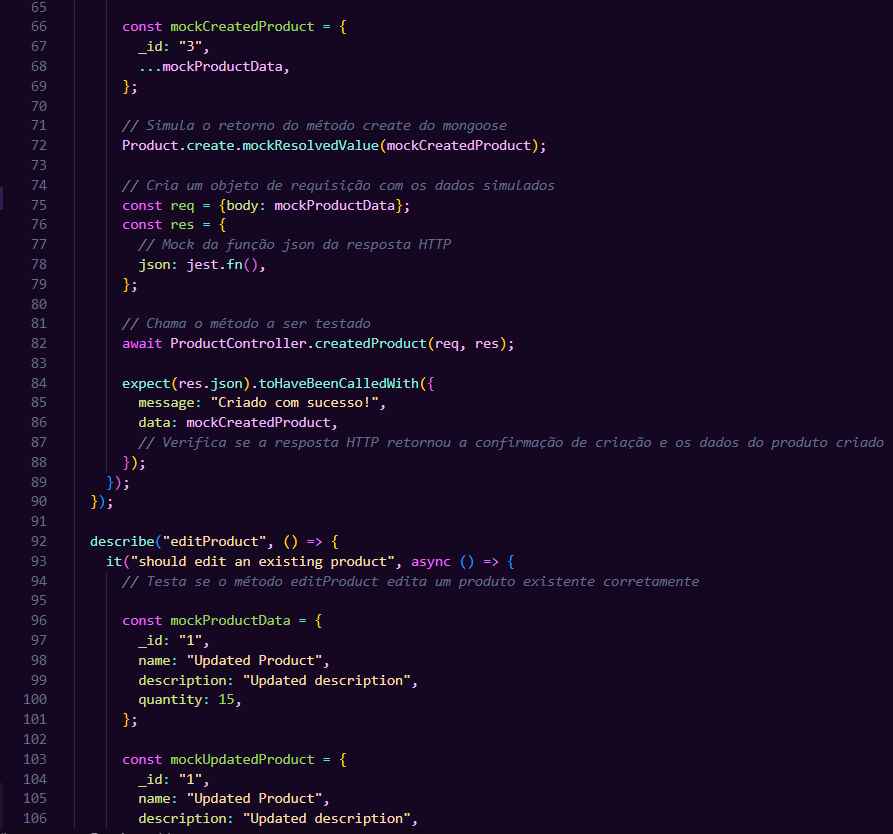 65
66 const mockCreatedProduct = {
67 _id: "3",
68 ...mockProductData,
69 };
70
71 // Simula o retorno do método create do mongoose
72 Product.create.mockResolvedValue(mockCreatedProduct);
73
74 // Cria um objeto de requisição com os dados simulados
75 const req = {body: mockProductData};
76 const res = {
77 // Mock da função json da resposta HTTP
78 json: jest.fn(),
79 };
80
81 // Chama o método a ser testado
82 await ProductController.createdProduct(req, res);
83
84 expect(res.json).toHaveBeenCalledWith({
85 message: "Criado com sucesso!",
86 data: mockCreatedProduct,
87 // Verifica se a resposta HTTP retornou a confirmação de criação e os dados do produto criado
88 });
89 });
90 });
91
92 describe("editProduct", () => {
93 it("should edit an existing product", async () => {
94 // Testa se o método editProduct edita um produto existente corretamente
95
96 const mockProductData = {
97 _id: "1",
98 name: "Updated Product",
99 description: "Updated description",
100 quantity: 15,
101 };
102
103 const mockUpdatedProduct = {
104 _id: "1",
105 name: "Updated Product",
106 description: "Updated description",